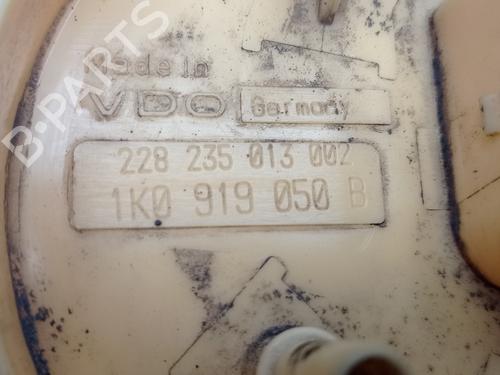 Made in
VDO Germany
228 235 013 002
1K0 919 050 B
B-PARTS